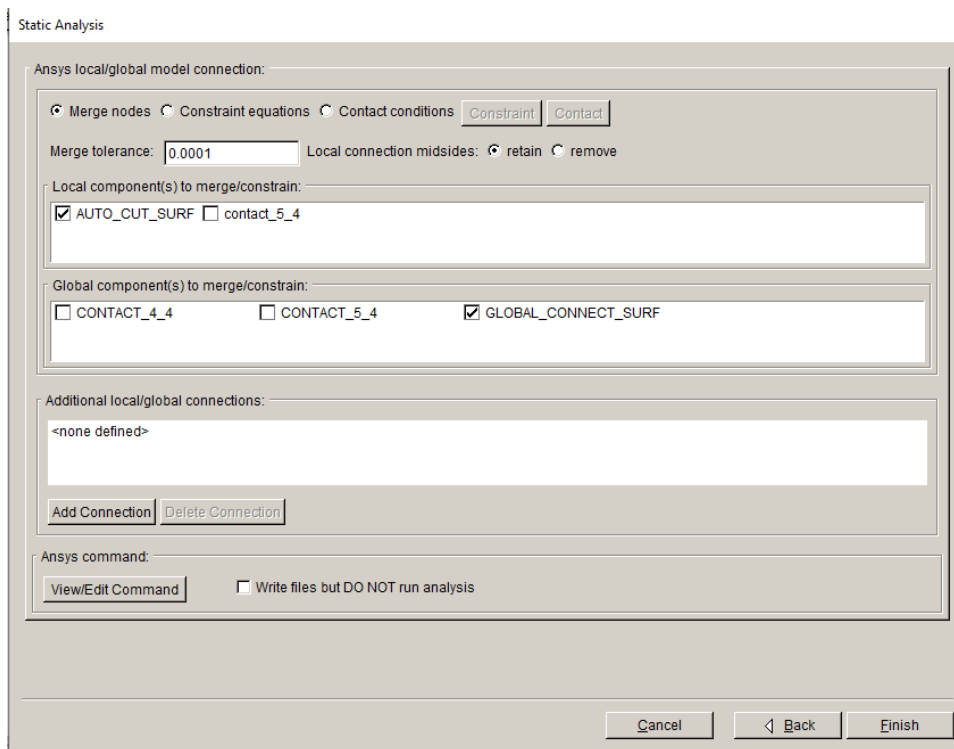 Static Analysis
Ansys local/global model connection:
Merge nodes Constraint equations Contact conditions Constraint Contact
Merge tolerance: 0.0001 Local connection midsides: retain remove
Local component(s) to merge/constrain:
AUTO_CUT_SURF contact_5_4
Global component(s) to merge/constrain:
CONTACT_4_4 CONTACT_5_4 GLOBAL_CONNECT_SURF
Additional local/global connections:
<none defined>
Add Connection Delete Connection
Ansys command:
View/Edit Command Write files but DO NOT run analysis
Cancel Back Finish